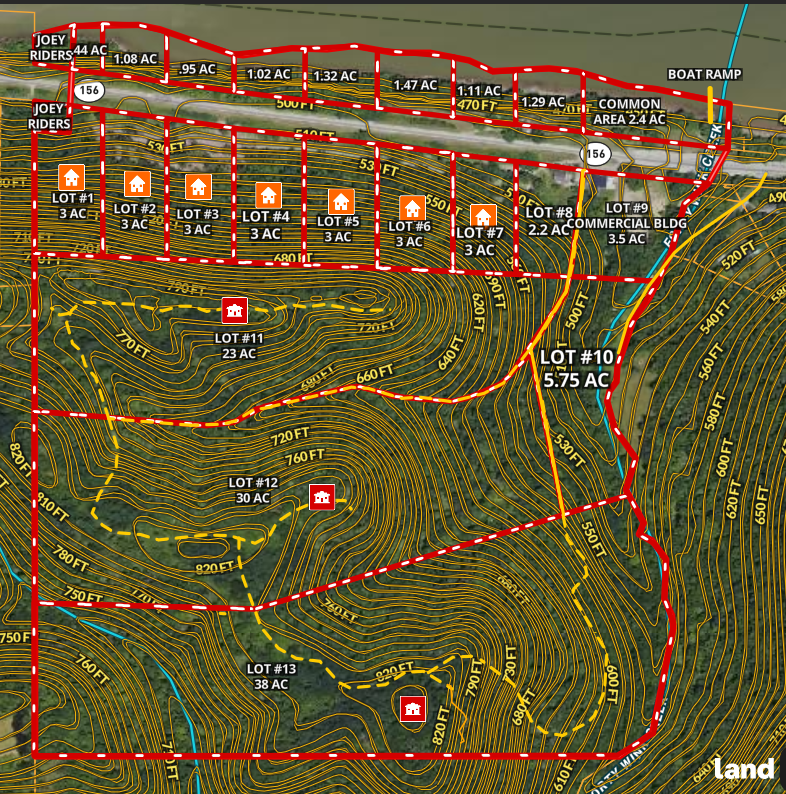 JOEY
RIDERS
.44 AC
1.08 AC
.95 AC
1.02 AC
1.32 AC
1.47 AC
1.11 AC
1.29 AC
COMMON
AREA 2.4 AC
BOAT RAMP
156
500 FT
470 FT
JOEY
RIDERS
510 FT
156
530 FT
530 FT
550 FT
LOT #1
3 AC
LOT #2
3 AC
LOT #3
3 AC
LOT #4
3 AC
LOT #5
3 AC
LOT #6
3 AC
LOT #7
3 AC
LOT #8
2.2 AC
LOT #9
COMMERCIAL BLDG
3.5 AC
680 FT
520 FT
540 FT
560 FT
580 FT
600 FT
620 FT
650 FT
LOT #11
23 AC
770 FT
720 FT
620 FT
640 FT
500 FT
660 FT
680 FT
LOT #10
5.75 AC
720 FT
760 FT
530 FT
550 FT
LOT #12
30 AC
820 FT
810 FT
780 FT
750 FT
820 FT
770 FT
760 FT
680 FT
750 F
760 FT
LOT #13
38 AC
820 FT
790 FT
730 FT
680 FT
600 FT
820 FT
610 FT
land